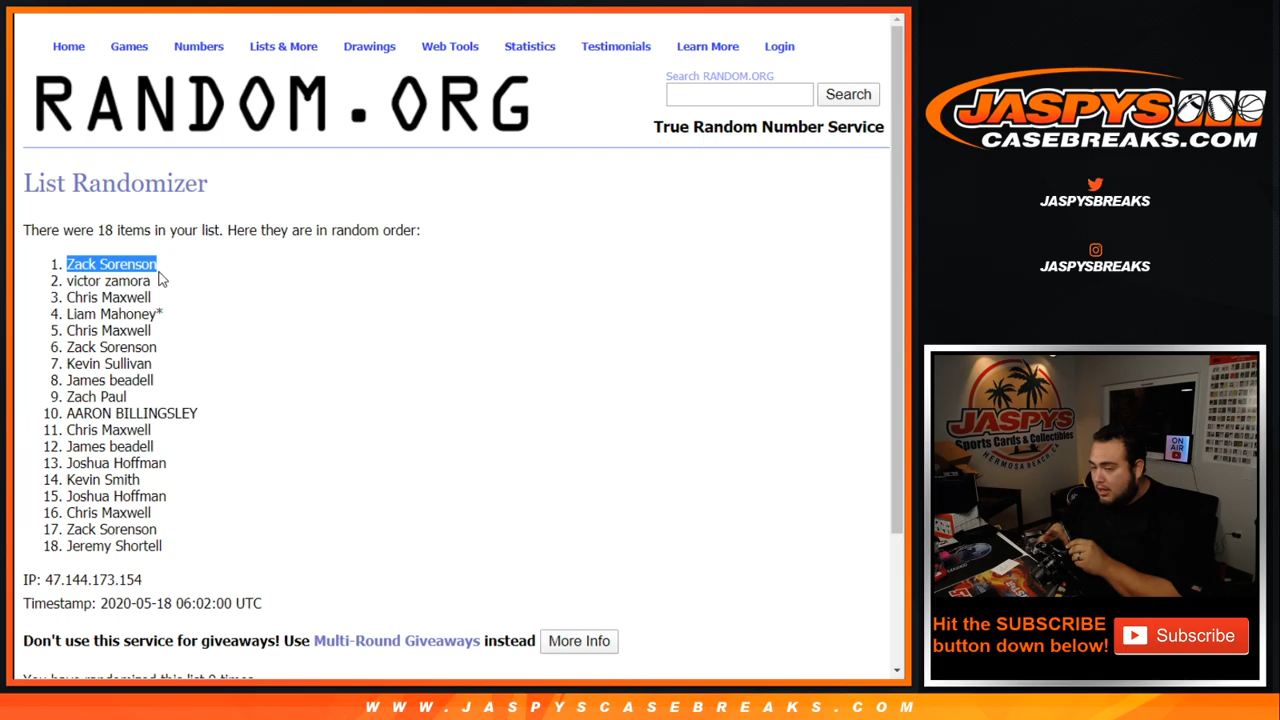 Home Games Numbers Lists & More Drawings Web Tools Statistics Testimonials Learn More Login
RANDOM.ORG
Search RANDOM.ORG
Search
True Random Number Service
List Randomizer
There were 18 items in your list. Here they are in random order:
1. Zack Sorenson
2. victor zamora
3. Chris Maxwell
4. Liam Mahoney*
5. Chris Maxwell
6. Zack Sorenson
7. Kevin Sullivan
8. James beadell
9. Zach Paul
10. AARON BILLINGSLEY
11. Chris Maxwell
12. James beadell
13. Joshua Hoffman
14. Kevin Smith
15. Joshua Hoffman
16. Chris Maxwell
17. Zack Sorenson
18. Jeremy Shortell
IP: 47.144.173.154
Timestamp: 2020-05-18 06:02:00 UTC
Don't use this service for giveaways! Use Multi-Round Giveaways instead More Info
JASPYS
CASEBREAKS.COM
JASPYSBREAKS
JASPYSBREAKS
JASPYS
Sports Cards & Collectibles
HERMOSA BEACH, CA
ON
AIR
Hit the SUBSCRIBE
button down below!
Subscribe
WWW.JASPYSCASEBREAKS.COM